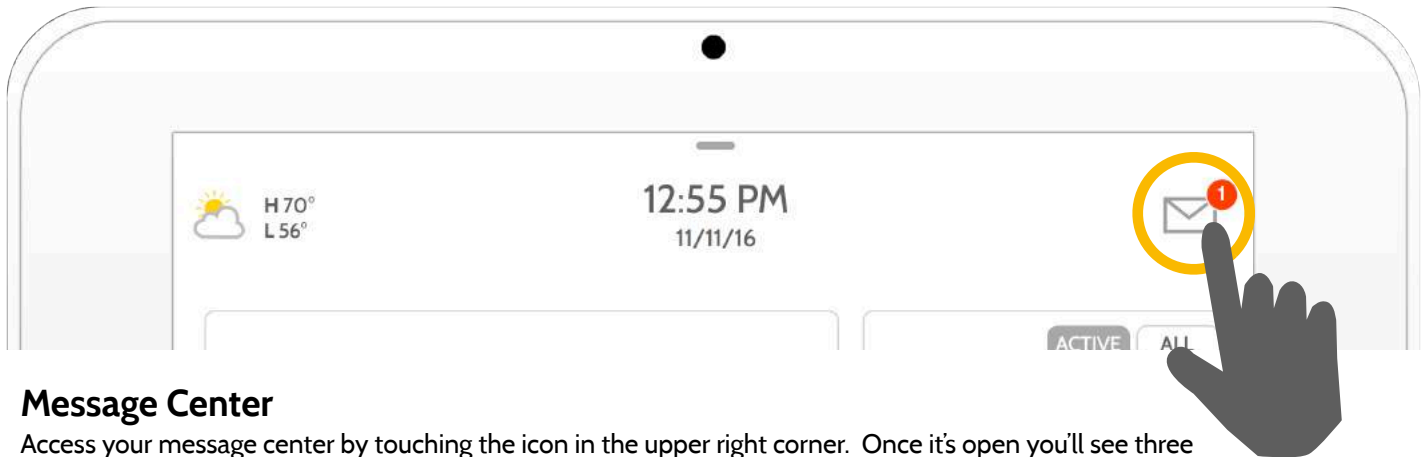 H 70°
L 56°
12:55 PM
11/11/16
1
ACTIVE
ALL
Message Center
Access your message center by touching the icon in the upper right corner. Once it's open you'll see three